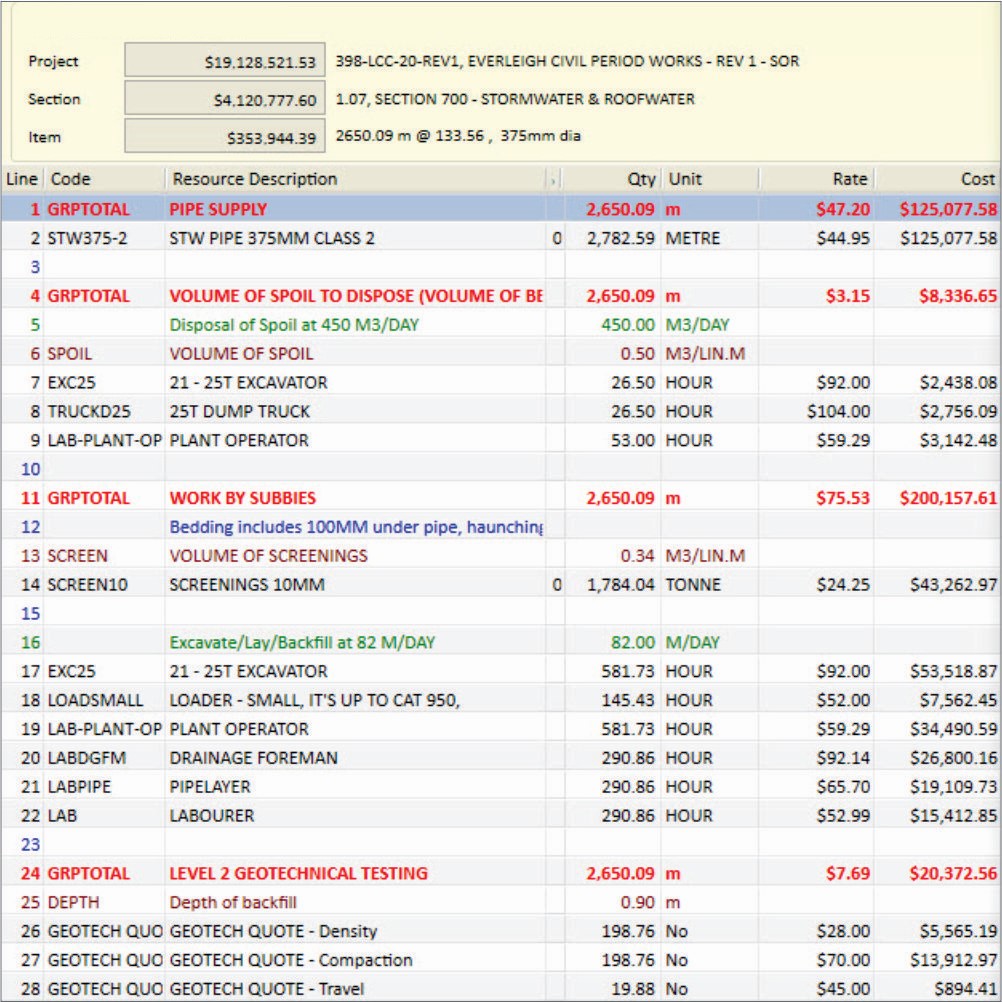 Project $19,128,521.53 398-LCC-20-REV1, EVERLEIGH CIVIL PERIOD WORKS - REV 1 - SOR
Section $4,120,777.60 1.07, SECTION 700 - STORMWATER & ROOFWATER
Item $353,944.39 2650.09 m @ 133.56 , 375mm dia
Line Code Resource Description Qty Unit Rate Cost
1 GRPTOTAL PIPE SUPPLY 2,650.09 m $47.20 $125,077.58
2 STW375-2 STW PIPE 375MM CLASS 2 0 2,782.59 METRE $44.95 $125,077.58
3
4 GRPTOTAL VOLUME OF SPOIL TO DISPOSE (VOLUME OF BE 2,650.09 m $3.15 $8,336.65
5 Disposal of Spoil at 450 M3/DAY 450.00 M3/DAY
6 SPOIL VOLUME OF SPOIL 0.50 M3/LIN.M
7 EXC25 21 - 25T EXCAVATOR 26.50 HOUR $92.00 $2,438.08
8 TRUCKD25 25T DUMP TRUCK 26.50 HOUR $104.00 $2,756.09
9 LAB-PLANT-OP PLANT OPERATOR 53.00 HOUR $59.29 $3,142.48
10
11 GRPTOTAL WORK BY SUBBIES 2,650.09 m $75.53 $200,157.61
12 Bedding includes 100MM under pipe, haunching
13 SCREEN VOLUME OF SCREENINGS 0.34 M3/LIN.M
14 SCREEN10 SCREENINGS 10MM 0 1,784.04 TONNE $24.25 $43,262.97
15
16 Excavate/Lay/Backfill at 82 M/DAY 82.00 M/DAY
17 EXC25 21 - 25T EXCAVATOR 581.73 HOUR $92.00 $53,518.87
18 LOADSMALL LOADER - SMALL, IT'S UP TO CAT 950, 145.43 HOUR $52.00 $7,562.45
19 LAB-PLANT-OP PLANT OPERATOR 581.73 HOUR $59.29 $34,490.59
20 LABDGFM DRAINAGE FOREMAN 290.86 HOUR $92.14 $26,800.16
21 LABPIPE PIPELAYER 290.86 HOUR $65.70 $19,109.73
22 LAB LABOURER 290.86 HOUR $52.99 $15,412.85
23
24 GRPTOTAL LEVEL 2 GEOTECHNICAL TESTING 2,650.09 m $7.69 $20,372.56
25 DEPTH Depth of backfill 0.90 m
26 GEOTECH QUO GEOTECH QUOTE - Density 198.76 No $28.00 $5,565.19
27 GEOTECH QUO GEOTECH QUOTE - Compaction 198.76 No $70.00 $13,912.97
28 GEOTECH QUO GEOTECH QUOTE - Travel 19.88 No $45.00 $894.41